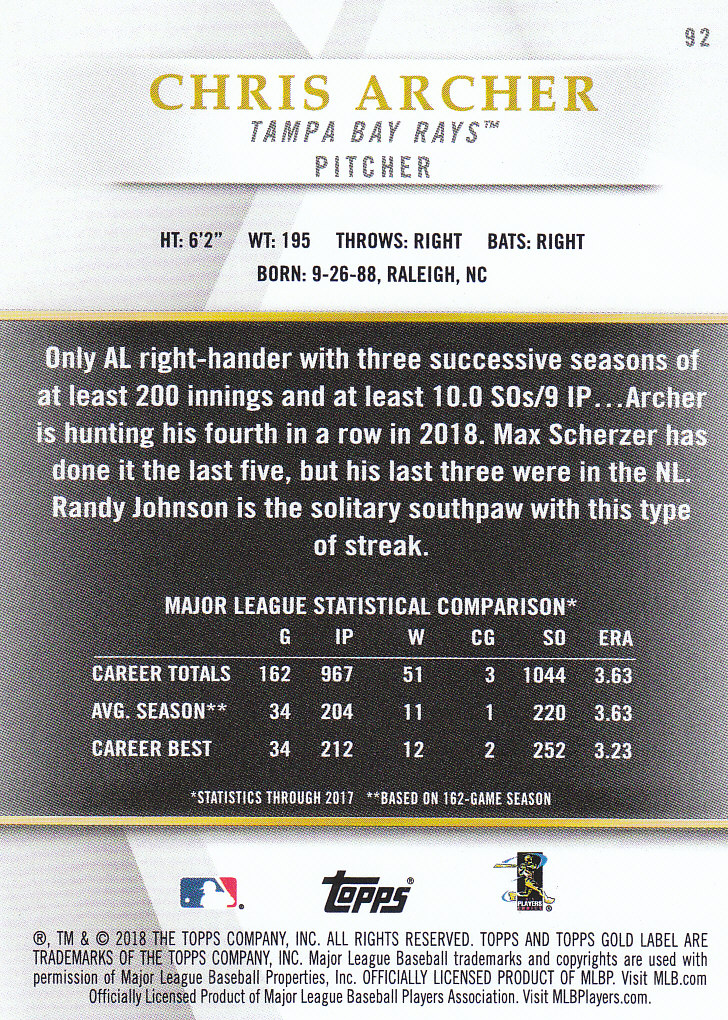 92
CHRIS ARCHER
TAMPA BAY RAYS™
PITCHER
HT: 6'2" WT: 195 THROWS: RIGHT BATS: RIGHT
BORN: 9-26-88, RALEIGH, NC
Only AL right-hander with three successive seasons of
at least 200 innings and at least 10.0 SOs/9 IP...Archer
is hunting his fourth in a row in 2018. Max Scherzer has
done it the last five, but his last three were in the NL.
Randy Johnson is the solitary southpaw with this type
of streak.
MAJOR LEAGUE STATISTICAL COMPARISON*
G IP W CG SO ERA
CAREER TOTALS 162 967 51 3 1044 3.63
AVG. SEASON** 34 204 11 1 220 3.63
CAREER BEST 34 212 12 2 252 3.23
*STATISTICS THROUGH 2017 **BASED ON 162-GAME SEASON
Topps®
PLAYERS
CHOICE
®, TM & © 2018 THE TOPPS COMPANY, INC. ALL RIGHTS RESERVED. TOPPS AND TOPPS GOLD LABEL ARE
TRADEMARKS OF THE TOPPS COMPANY, INC. Major League Baseball trademarks and copyrights are used with
permission of Major League Baseball Properties, Inc. OFFICIALLY LICENSED PRODUCT OF MLBP. Visit MLB.com
Officially Licensed Product of Major League Baseball Players Association. Visit MLBPlayers.com.